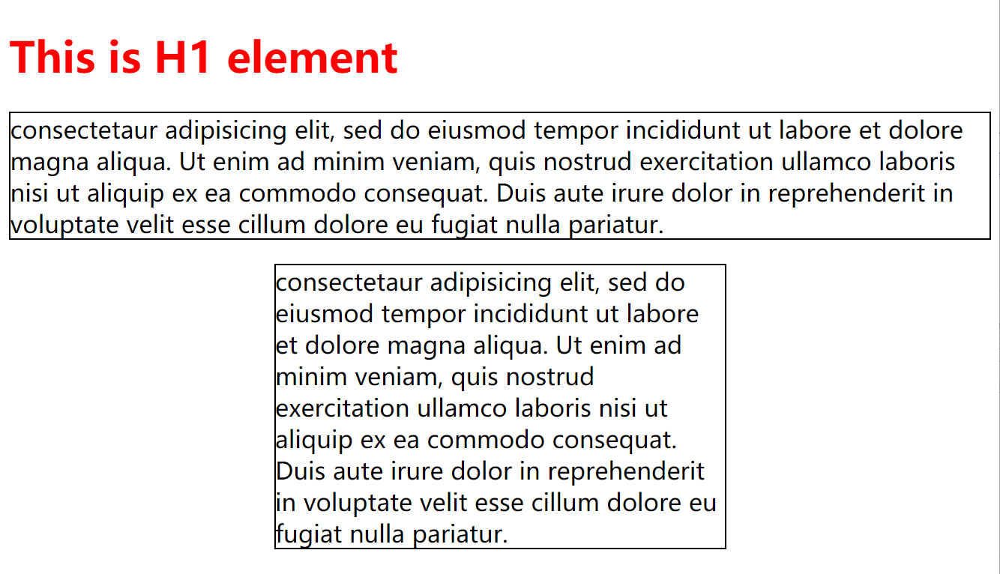 This is H1 element
consectetaur adipisicing elit, sed do eiusmod tempor incididunt ut labore et dolore
magna aliqua. Ut enim ad minim veniam, quis nostrud exercitation ullamco laboris
nisi ut aliquip ex ea commodo consequat. Duis aute irure dolor in reprehenderit in
voluptate velit esse cillum dolore eu fugiat nulla pariatur.
consectetaur adipisicing elit, sed do
eiusmod tempor incididunt ut labore
et dolore magna aliqua. Ut enim ad
minim veniam, quis nostrud
exercitation ullamco laboris nisi ut
aliquip ex ea commodo consequat.
Duis aute irure dolor in reprehenderit
in voluptate velit esse cillum dolore eu
fugiat nulla pariatur.